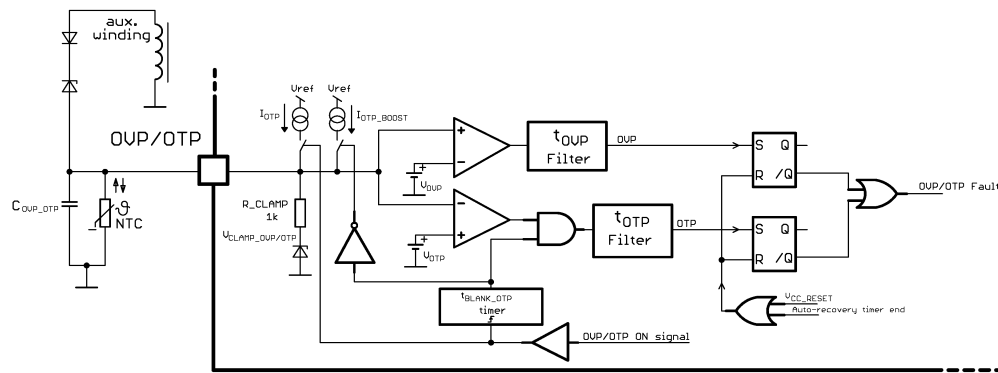 aux.
winding
OVP/OTP
COVP_OTP
ϑ
NTC
Vref
Vref
IOTP
IOTP_BOOST
R_CLAMP
1k
VCLAMP_OVP/OTP
+
−
+
VOVP
−
+
+
VOTP
tOVP
Filter
OVP
tOTP
Filter
OTP
tBLANK_OTP
timer
OVP/OTP ON signal
S Q
R /Q
S Q
R /Q
OVP/OTP Fault
VCC_RESET
Auto-recovery timer end